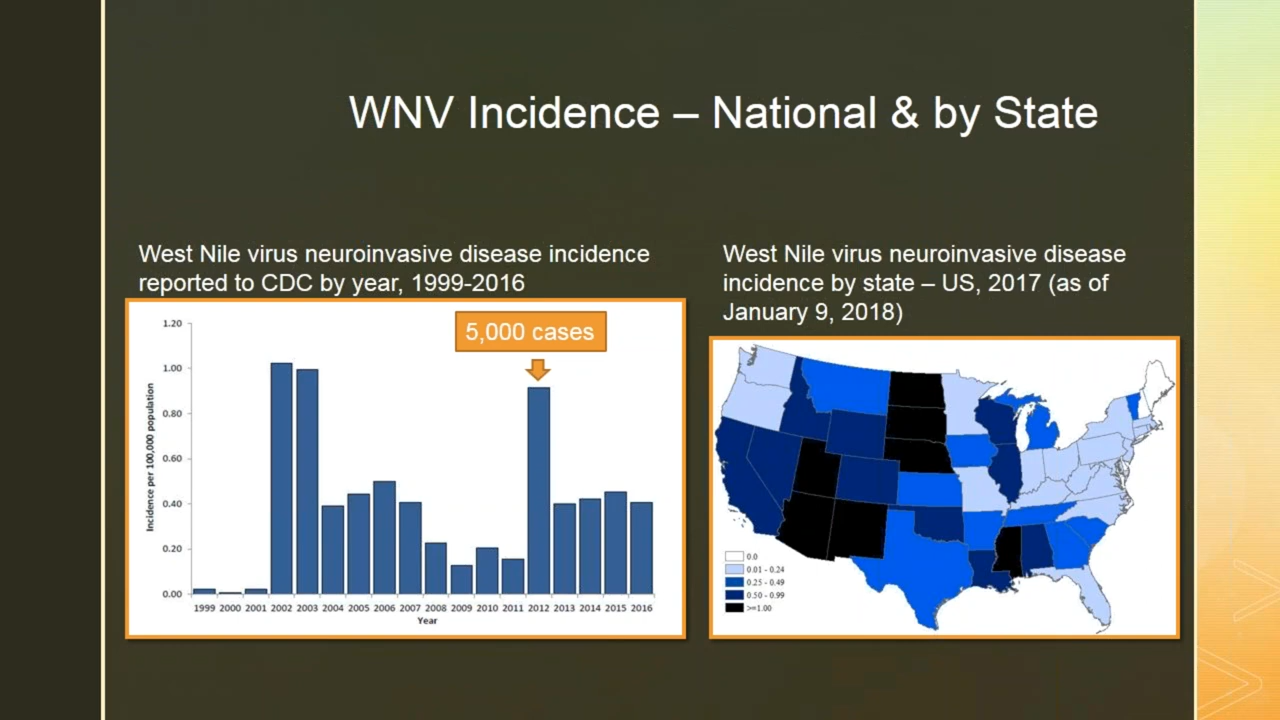 WNV Incidence – National & by State
West Nile virus neuroinvasive disease incidence
reported to CDC by year, 1999-2016
5,000 cases
1.20
1.00
0.80
0.60
0.40
0.20
0.00
Incidence per 100,000 population
1999 2000 2001 2002 2003 2004 2005 2006 2007 2008 2009 2010 2011 2012 2013 2014 2015 2016
Year
West Nile virus neuroinvasive disease
incidence by state – US, 2017 (as of
January 9, 2018)
0.0
0.01 - 0.24
0.25 - 0.49
0.50 - 0.99
>=1.00